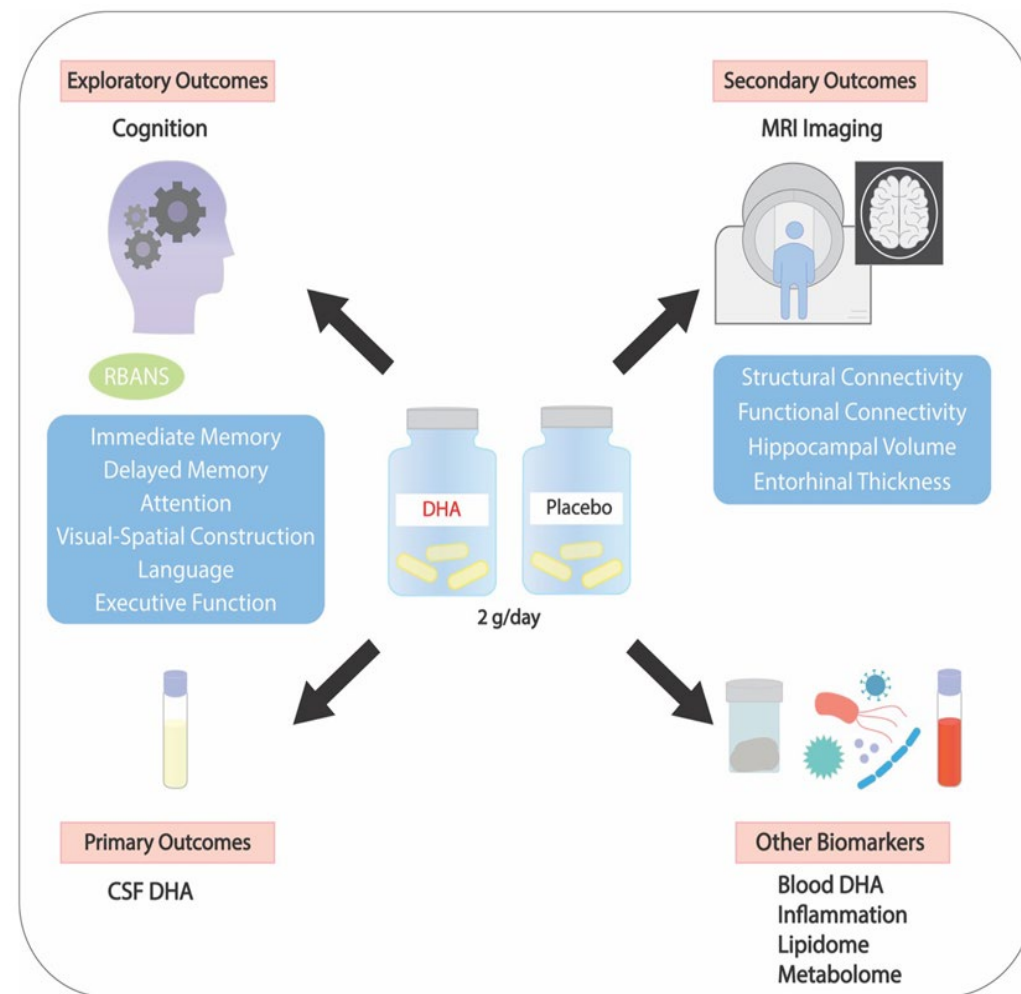 Exploratory Outcomes
Cognition
RBANS
Immediate Memory
Delayed Memory
Attention
Visual-Spatial Construction
Language
Executive Function
Secondary Outcomes
MRI Imaging
Structural Connectivity
Functional Connectivity
Hippocampal Volume
Entorhinal Thickness
DHA
Placebo
2 g/day
Primary Outcomes
CSF DHA
Other Biomarkers
Blood DHA
Inflammation
Lipidome
Metabolome